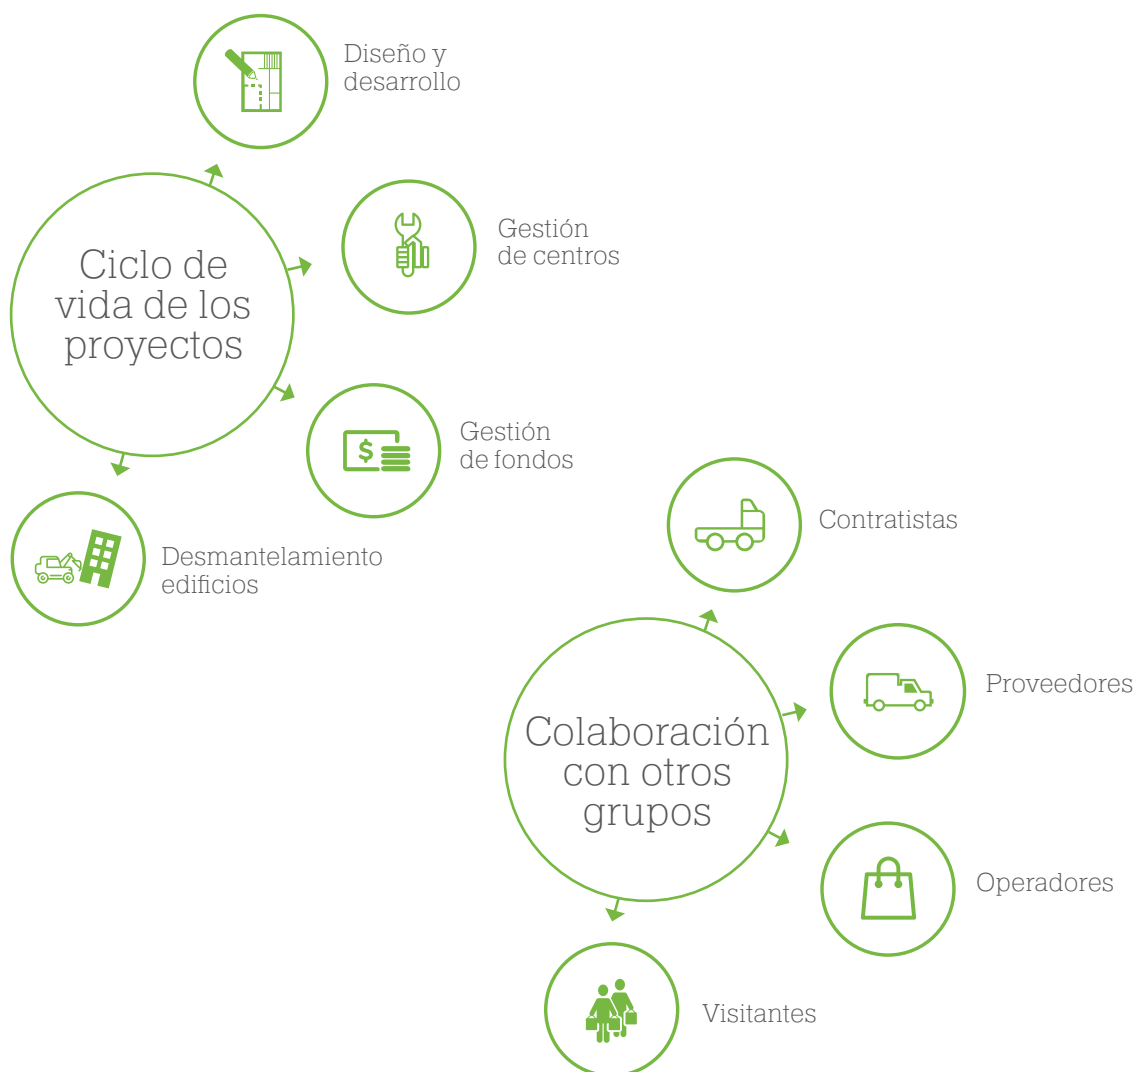 Diseño y
desarrollo
Gestión
de centros
Ciclo de
vida de los
proyectos
Gestión
de fondos
$
Desmantelamiento
edificios
Contratistas
Proveedores
Colaboración
con otros
grupos
Operadores
Visitantes